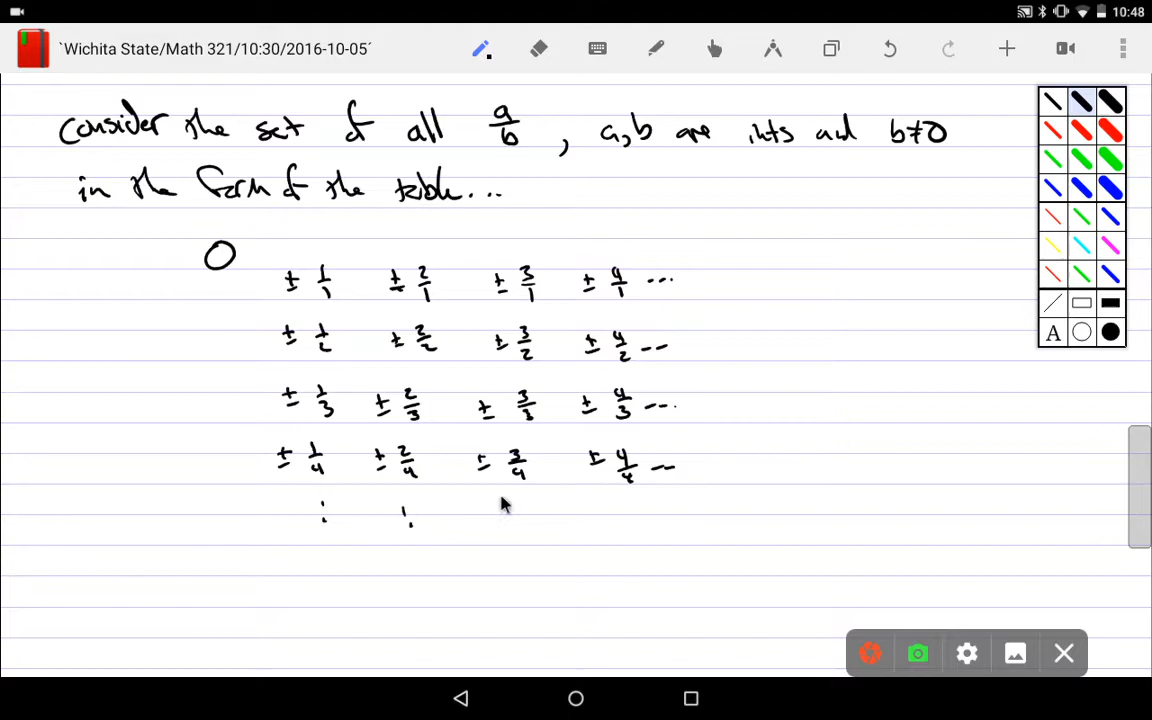 10:48
`Wichita State/Math 321/10:30/2016-10-05´
Consider the set of all a/b , a,b are ints and b≠0
in the form of the table...
0
± 1/1 ± 2/1 ± 3/1 ± 4/1 ...
± 1/2 ± 2/2 ± 3/2 ± 4/2 --
± 1/3 ± 2/3 ± 3/3 ± 4/3 --.
± 1/4 ± 2/4 ± 3/4 ± 4/4 --
⋮ ⋮
A